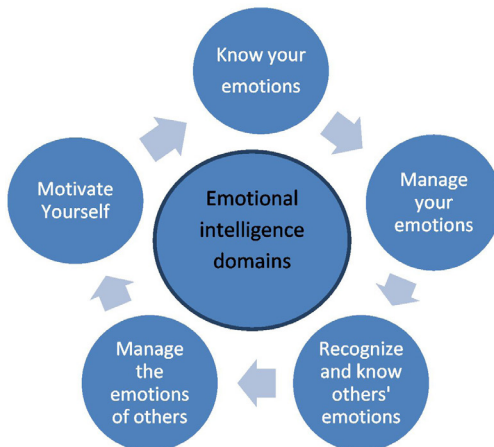 Know your
emotions
Manage
your
emotions
Recognize
and know
others'
emotions
Manage
the
emotions
of others
Motivate
Yourself
Emotional
intelligence
domains